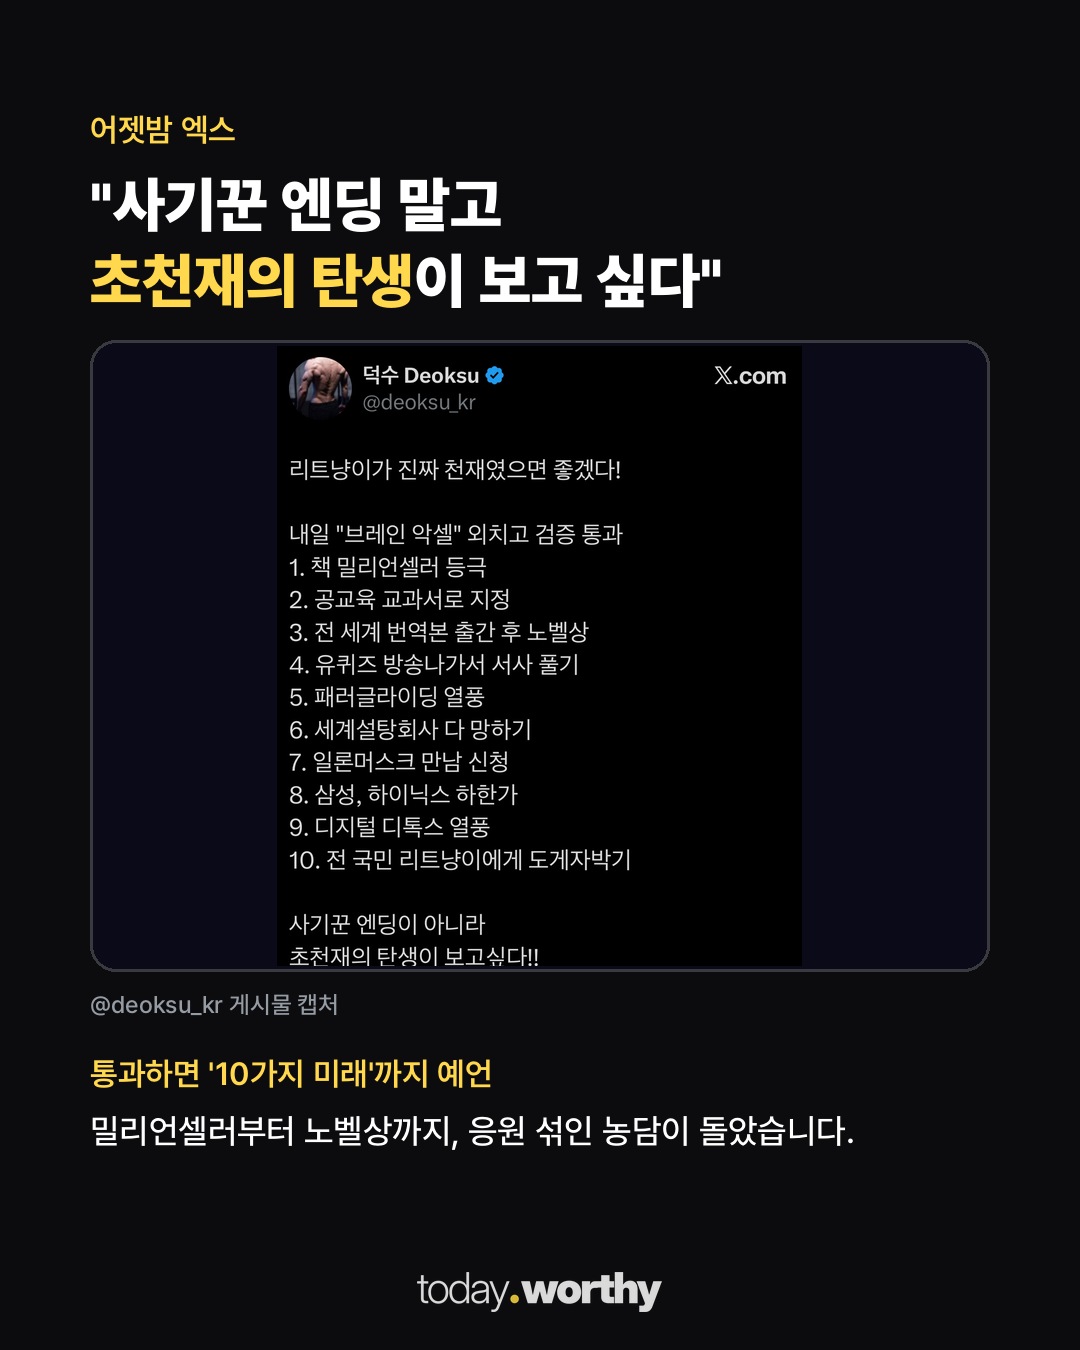 어젯밤 엑스
"사기꾼 엔딩 말고
초천재의 탄생이 보고 싶다"
덕수 Deoksu
@deoksu_kr
𝕏.com
리트냥이가 진짜 천재였으면 좋겠다!
내일 "브레인 악셀" 외치고 검증 통과
1. 책 밀리언셀러 등극
2. 공교육 교과서로 지정
3. 전 세계 번역본 출간 후 노벨상
4. 유퀴즈 방송나가서 서사 풀기
5. 패러글라이딩 열풍
6. 세계설탕회사 다 망하기
7. 일론머스크 만남 신청
8. 삼성, 하이닉스 하한가
9. 디지털 디톡스 열풍
10. 전 국민 리트냥이에게 도게자박기
사기꾼 엔딩이 아니라
초천재의 탄생이 보고싶다!!
@deoksu_kr 게시물 캡처
통과하면 '10가지 미래'까지 예언
밀리언셀러부터 노벨상까지, 응원 섞인 농담이 돌았습니다.
today.worthy